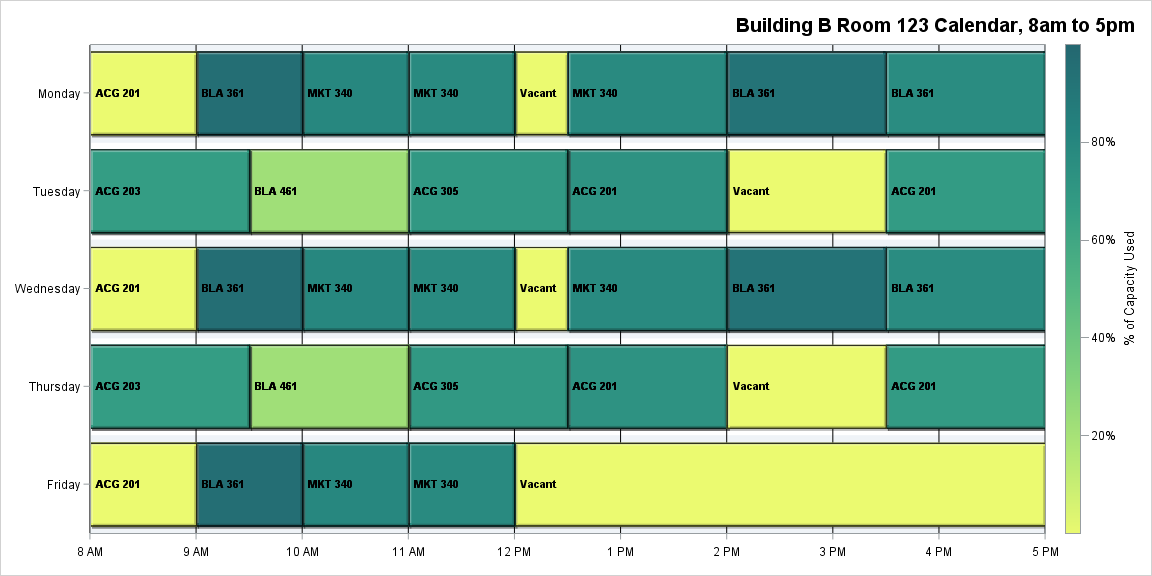 Building B Room 123 Calendar, 8am to 5pm
Monday
ACG 201
BLA 361
MKT 340
MKT 340
Vacant
MKT 340
BLA 361
BLA 361
Tuesday
ACG 203
BLA 461
ACG 305
ACG 201
Vacant
ACG 201
Wednesday
ACG 201
BLA 361
MKT 340
MKT 340
Vacant
MKT 340
BLA 361
BLA 361
Thursday
ACG 203
BLA 461
ACG 305
ACG 201
Vacant
ACG 201
Friday
ACG 201
BLA 361
MKT 340
MKT 340
Vacant
8 AM
9 AM
10 AM
11 AM
12 PM
1 PM
2 PM
3 PM
4 PM
5 PM
80%
60%
40%
20%
% of Capacity Used